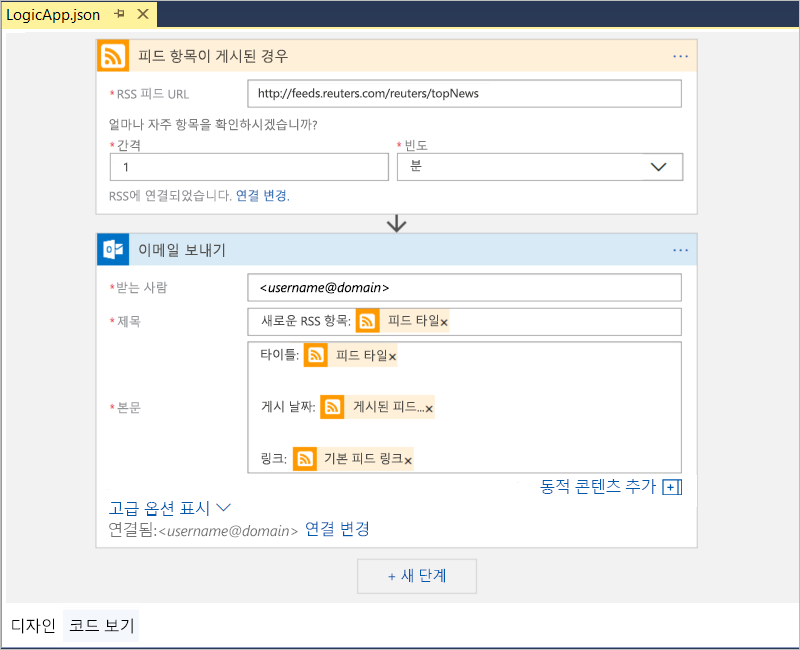 LogicApp.json
피드 항목이 게시된 경우
*RSS 피드 URL
http://feeds.reuters.com/reuters/topNews
얼마나 자주 항목을 확인하시겠습니까?
*간격 *빈도
1 분
RSS에 연결되었습니다. 연결 변경.
이메일 보내기
*받는 사람 <username@domain>
*제목 새로운 RSS 항목: 피드 타일×
타이틀: 피드 타일×
*본문 게시 날짜: 게시된 피드...×
링크: 기본 피드 링크×
동적 콘텐츠 추가
고급 옵션 표시
연결됨:<username@domain> 연결 변경
+ 새 단계
디자인 코드 보기